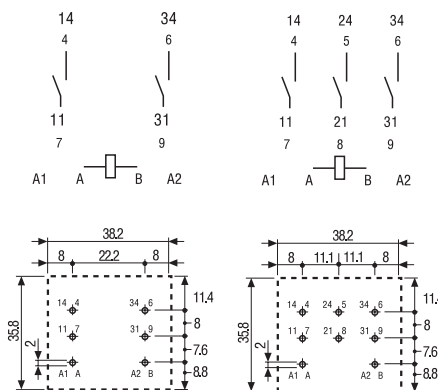 14 34
4 6
11 31
7 9
A1 A B A2
14 24 34
4 5 6
11 21 31
7 8 9
A1 A B A2
38.2
8 22.2 8
35.8
2
14 4 34 6
11 7 31 9
A1 A A2 B
11.4
8
7.6
8.8
38.2
8 11.1 11.1 8
35.8
2
14 4 24 5 34 6
11 7 21 8 31 9
A1 A A2 B
11.4
8
7.6
8.8